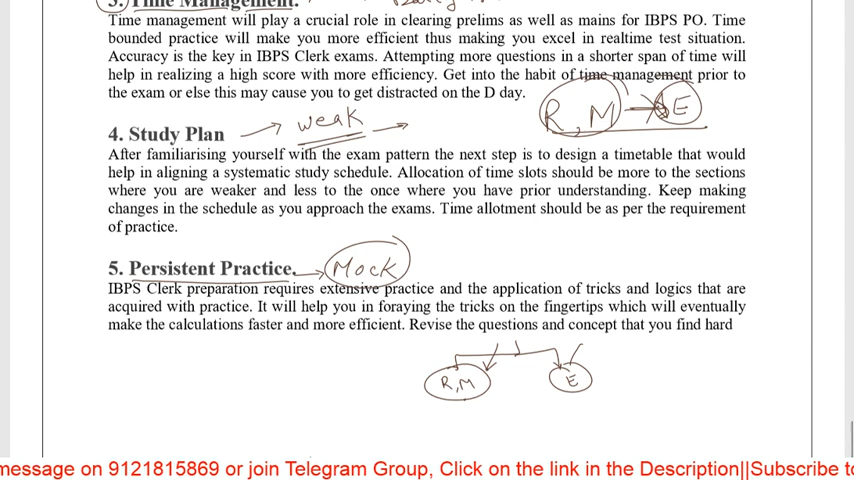 3. Time Management.
Time management will play a crucial role in clearing prelims as well as mains for IBPS PO. Time
bounded practice will make you more efficient thus making you excel in realtime test situation.
Accuracy is the key in IBPS Clerk exams. Attempting more questions in a shorter span of time will
help in realizing a high score with more efficiency. Get into the habit of time management prior to
the exam or else this may cause you to get distracted on the D day.
R, M E
weak
4. Study Plan
After familiarising yourself with the exam pattern the next step is to design a timetable that would
help in aligning a systematic study schedule. Allocation of time slots should be more to the sections
where you are weaker and less to the once where you have prior understanding. Keep making
changes in the schedule as you approach the exams. Time allotment should be as per the requirement
of practice.
5. Persistent Practice. Mock
IBPS Clerk preparation requires extensive practice and the application of tricks and logics that are
acquired with practice. It will help you in foraying the tricks on the fingertips which will eventually
make the calculations faster and more efficient. Revise the questions and concept that you find hard
R,M E
message on 9121815869 or join Telegram Group, Click on the link in the Description||Subscribe to